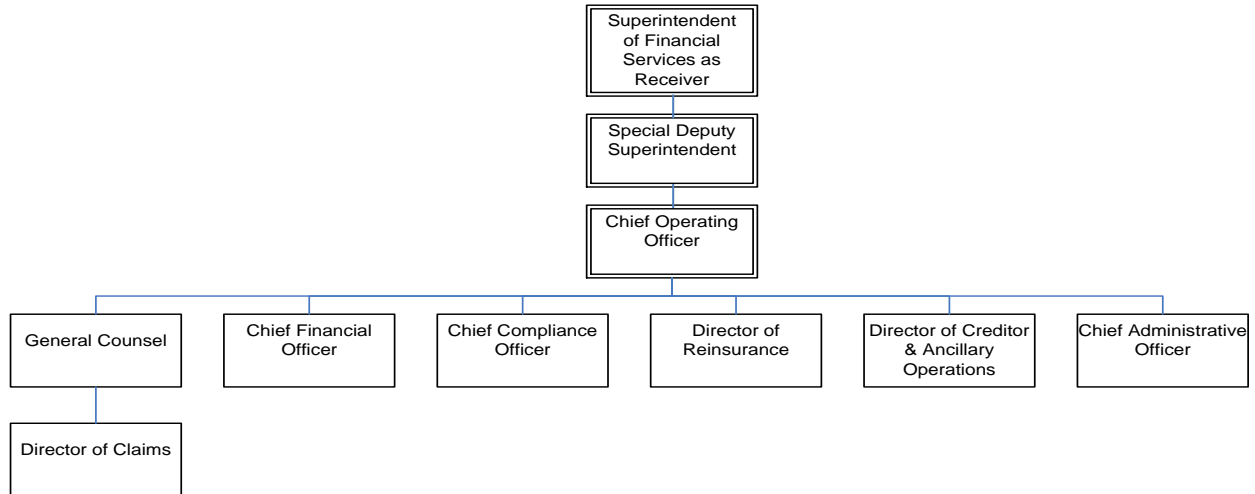 Superintendent
of Financial
Services as
Receiver
Special Deputy
Superintendent
Chief Operating
Officer
General Counsel
Chief Financial
Officer
Chief Compliance
Officer
Director of
Reinsurance
Director of Creditor
& Ancillary
Operations
Chief Administrative
Officer
Director of Claims